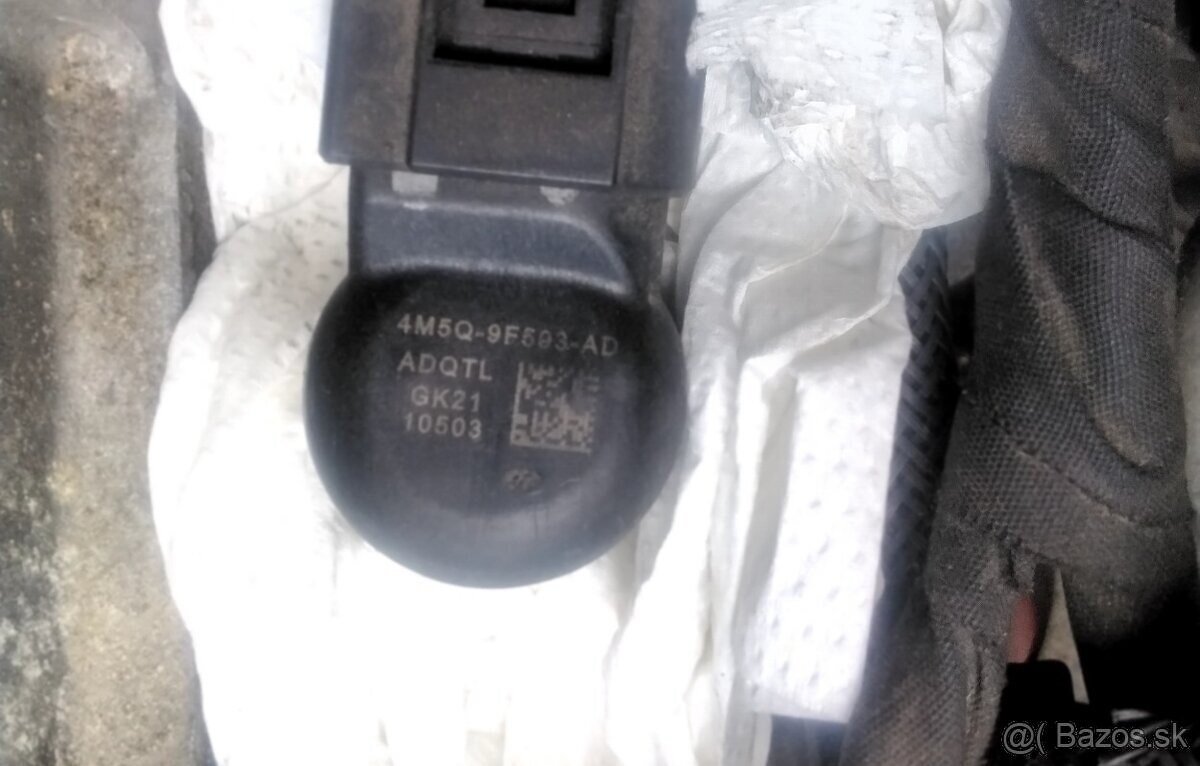 4M5Q-9F593-AD
ADQTL
GK21
10503
@( Bazos.sk